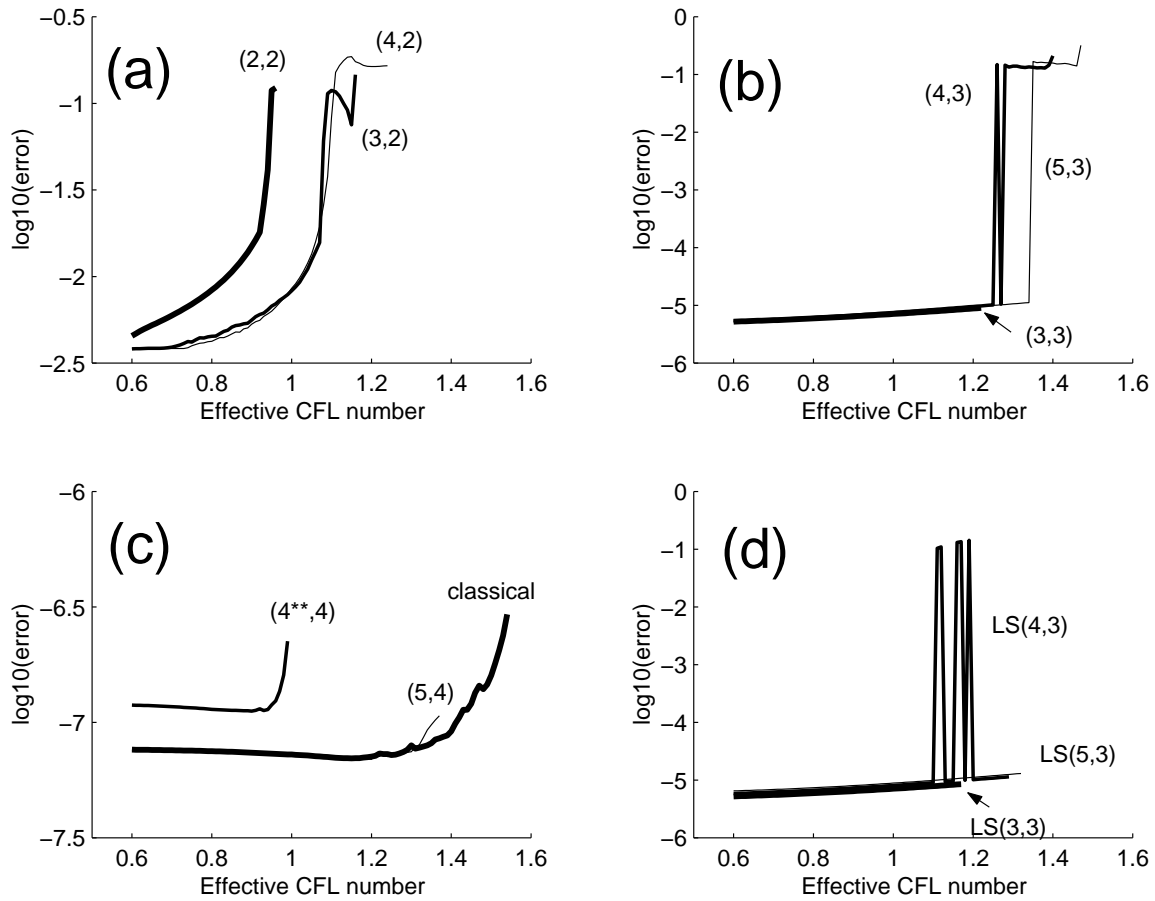 (a)
(2,2)
(4,2)
(3,2)
−0.5
−1
−1.5
−2
−2.5
log10(error)
0.6 0.8 1 1.2 1.4 1.6
Effective CFL number
(b)
(4,3)
(5,3)
(3,3)
0
−1
−2
−3
−4
−5
−6
log10(error)
0.6 0.8 1 1.2 1.4 1.6
Effective CFL number
(c)
classical
(4**,4)
(5,4)
−6
−6.5
−7
−7.5
log10(error)
0.6 0.8 1 1.2 1.4 1.6
Effective CFL number
(d)
LS(4,3)
LS(5,3)
LS(3,3)
0
−1
−2
−3
−4
−5
−6
log10(error)
0.6 0.8 1 1.2 1.4 1.6
Effective CFL number